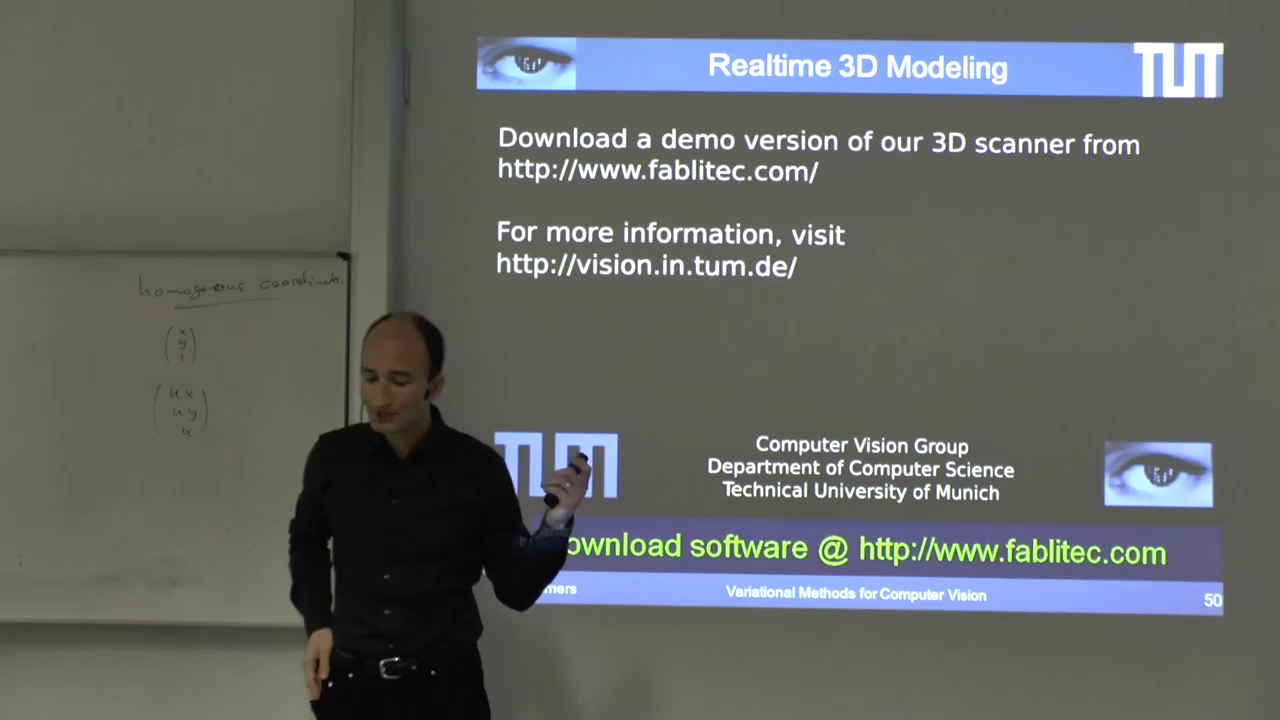 Realtime 3D Modeling
Download a demo version of our 3D scanner from
http://www.fablitec.com/
For more information, visit
http://vision.in.tum.de/
Computer Vision Group
Department of Computer Science
Technical University of Munich
ownload software @ http://www.fablitec.com
mers Variational Methods for Computer Vision 50
homogeneous coordinates
x
y
1
u x
u y
u